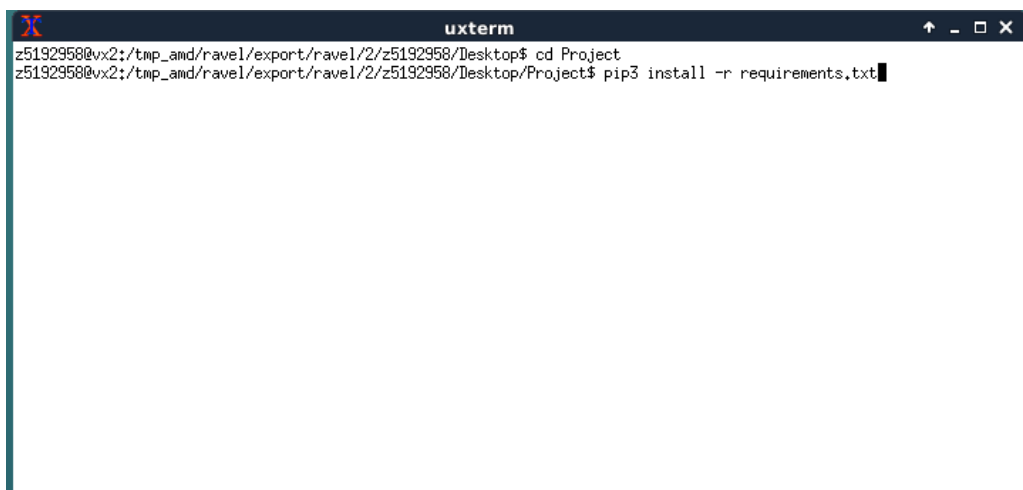 uxterm
z5192958@vx2:/tmp_amd/ravel/export/ravel/2/z5192958/Desktop$ cd Project
z5192958@vx2:/tmp_amd/ravel/export/ravel/2/z5192958/Desktop/Project$ pip3 install -r requirements.txt